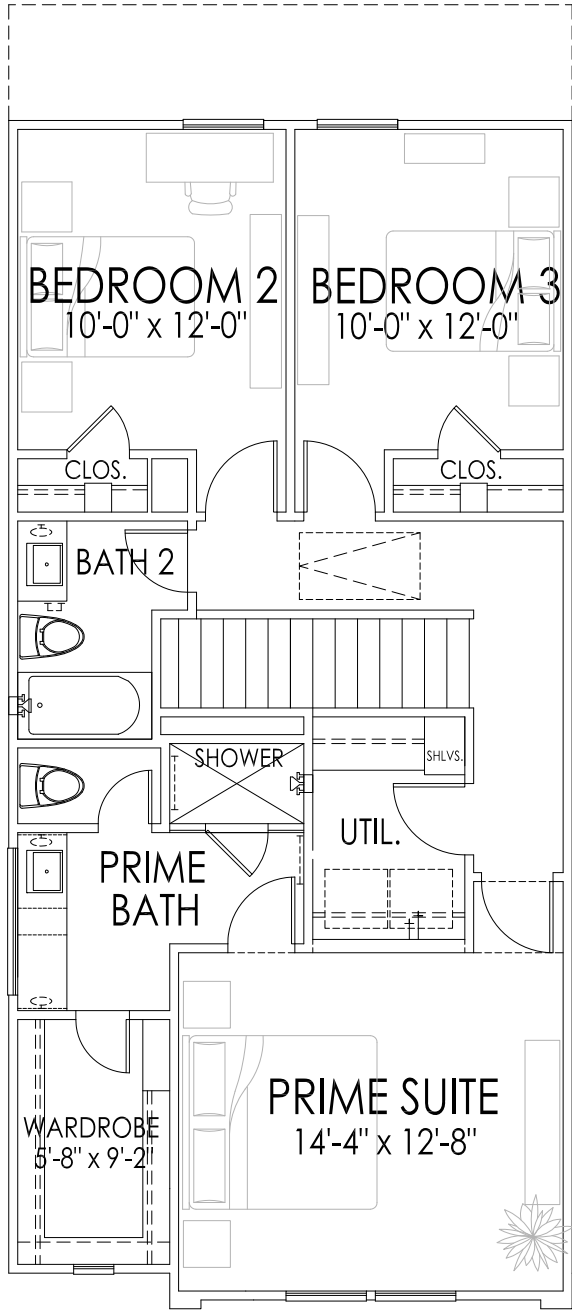 BEDROOM 2
10'-0" x 12'-0"
BEDROOM 3
10'-0" x 12'-0"
CLOS.
CLOS.
BATH 2
SHOWER
SHLVS.
UTIL.
PRIME
BATH
WARDROBE
5'-8" x 9'-2"
PRIME SUITE
14'-4" x 12'-8"